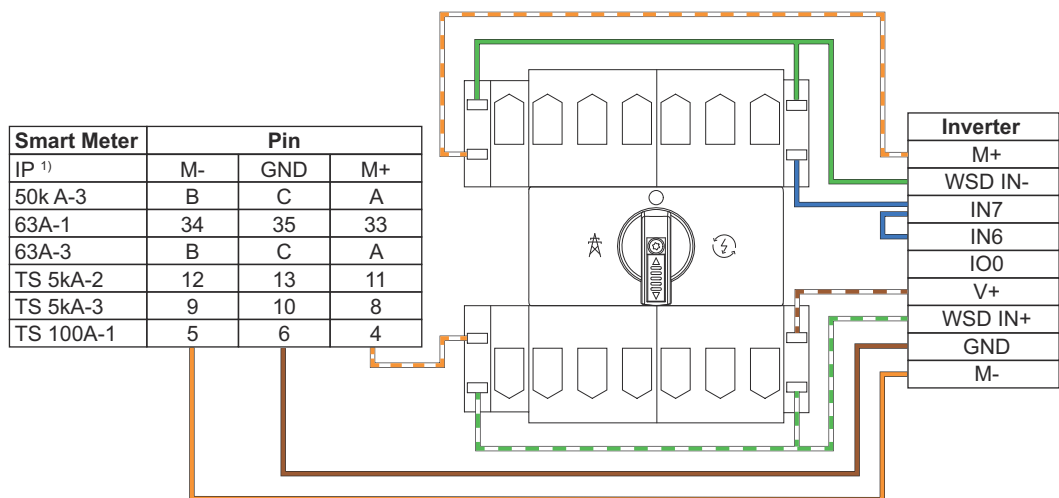 Smart Meter Pin
IP 1) M- GND M+
50k A-3 B C A
63A-1 34 35 33
63A-3 B C A
TS 5kA-2 12 13 11
TS 5kA-3 9 10 8
TS 100A-1 5 6 4
Inverter
M+
WSD IN-
IN7
IN6
IO0
V+
WSD IN+
GND
M-